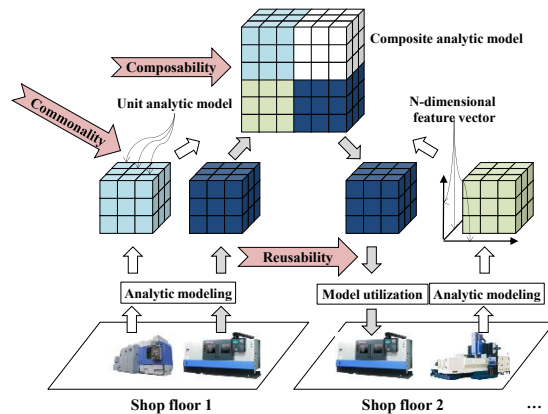 Composite analytic model
Composability
Commonality
Unit analytic model
N-dimensional
feature vector
Reusability
Analytic modeling
Model utilization
Analytic modeling
Shop floor 1
Shop floor 2
...